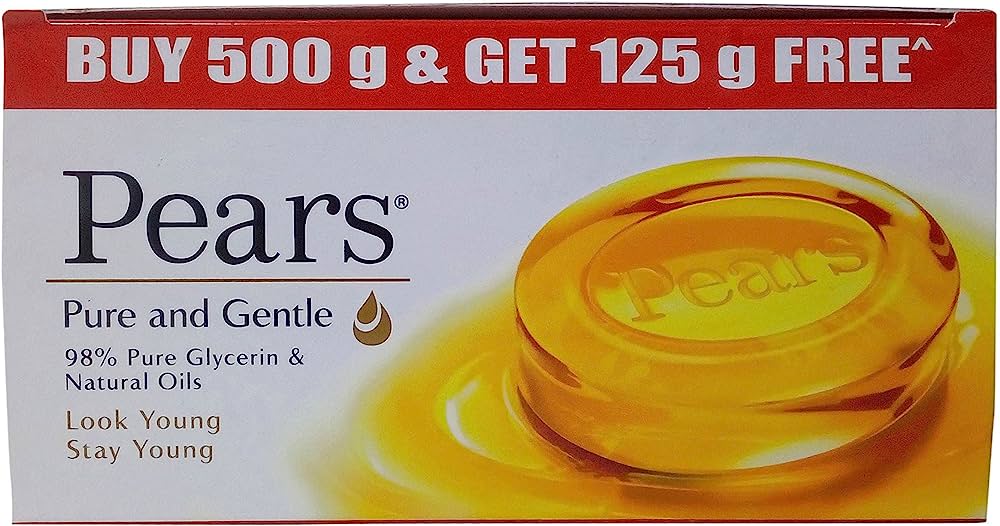 BUY 500 g & GET 125 g FREE^
Pears®
Pure and Gentle
98% Pure Glycerin &
Natural Oils
Look Young
Stay Young
Pears